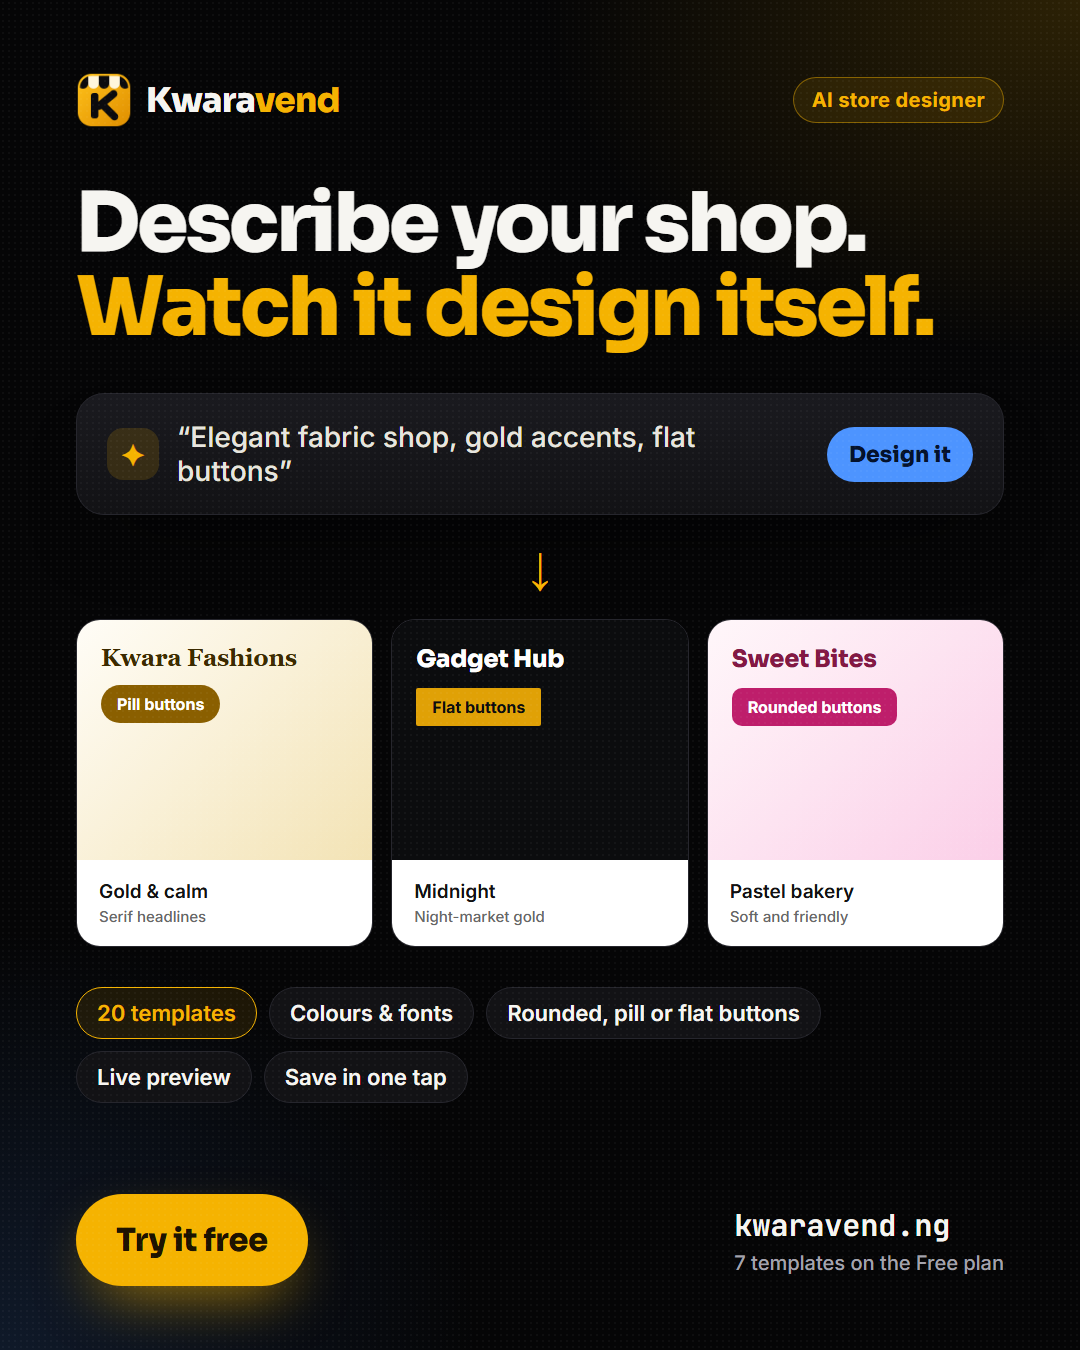 Kwaravend
AI store designer
Describe your shop.
Watch it design itself.
“Elegant fabric shop, gold accents, flat
buttons”
Design it
↓
Kwara Fashions
Pill buttons
Gold & calm
Serif headlines
Gadget Hub
Flat buttons
Midnight
Night-market gold
Sweet Bites
Rounded buttons
Pastel bakery
Soft and friendly
20 templates
Colours & fonts
Rounded, pill or flat buttons
Live preview
Save in one tap
Try it free
kwaravend.ng
7 templates on the Free plan